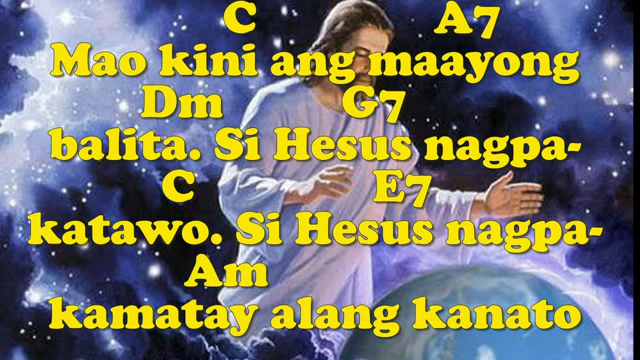 C A7
Mao kini ang maayong
Dm G7
balita. Si Hesus nagpa-
C E7
katawo. Si Hesus nagpa-
Am
kamatay alang kanato